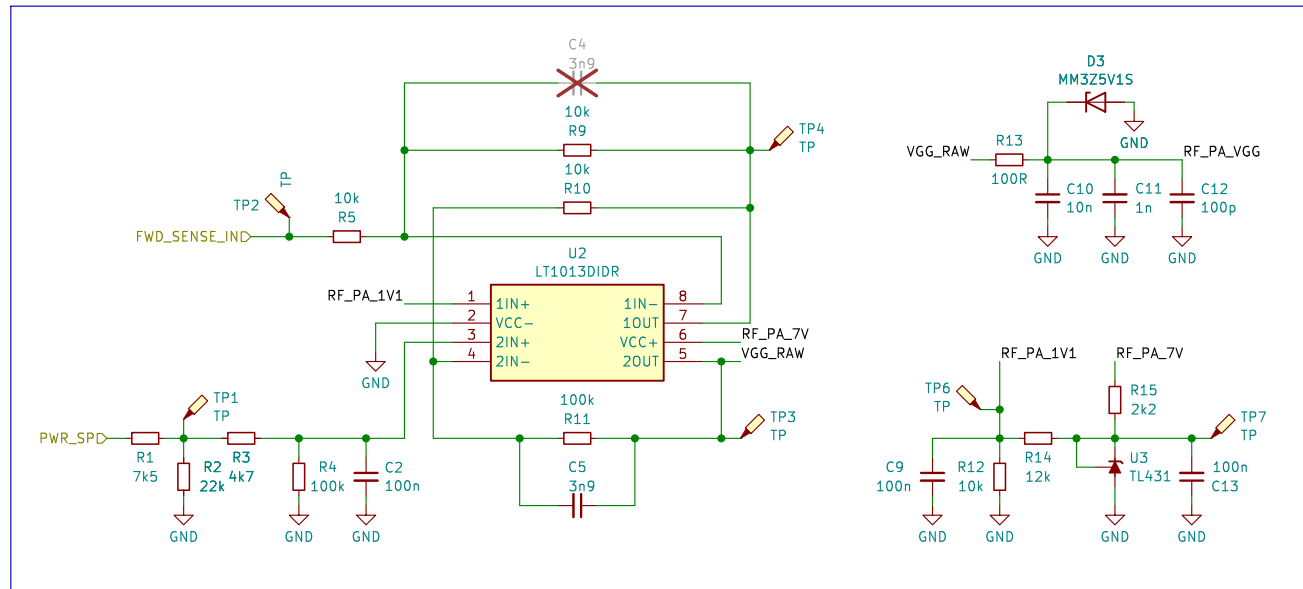 C4
3n9
10k
R9
10k
R10
TP4
TP
TP2
TP
10k
R5
FWD_SENSE_IN
U2
LT1013DIDR
RF_PA_1V1
1
1IN+
2
VCC-
3
2IN+
4
2IN-
1IN-
8
1OUT
7
VCC+
6
2OUT
5
RF_PA_7V
VGG_RAW
GND
PWR_SP
R1
7k5
TP1
TP
R2
22k
R3
4k7
R4
100k
C2
100n
GND
GND
GND
100k
R11
C5
3n9
TP3
TP
D3
MM3Z5V1S
GND
VGG_RAW
R13
100R
RF_PA_VGG
C10
10n
C11
1n
C12
100p
GND
GND
GND
RF_PA_1V1
RF_PA_7V
TP6
TP
R15
2k2
TP7
TP
C9
100n
R12
10k
R14
12k
U3
TL431
100n
C13
GND
GND
GND
GND